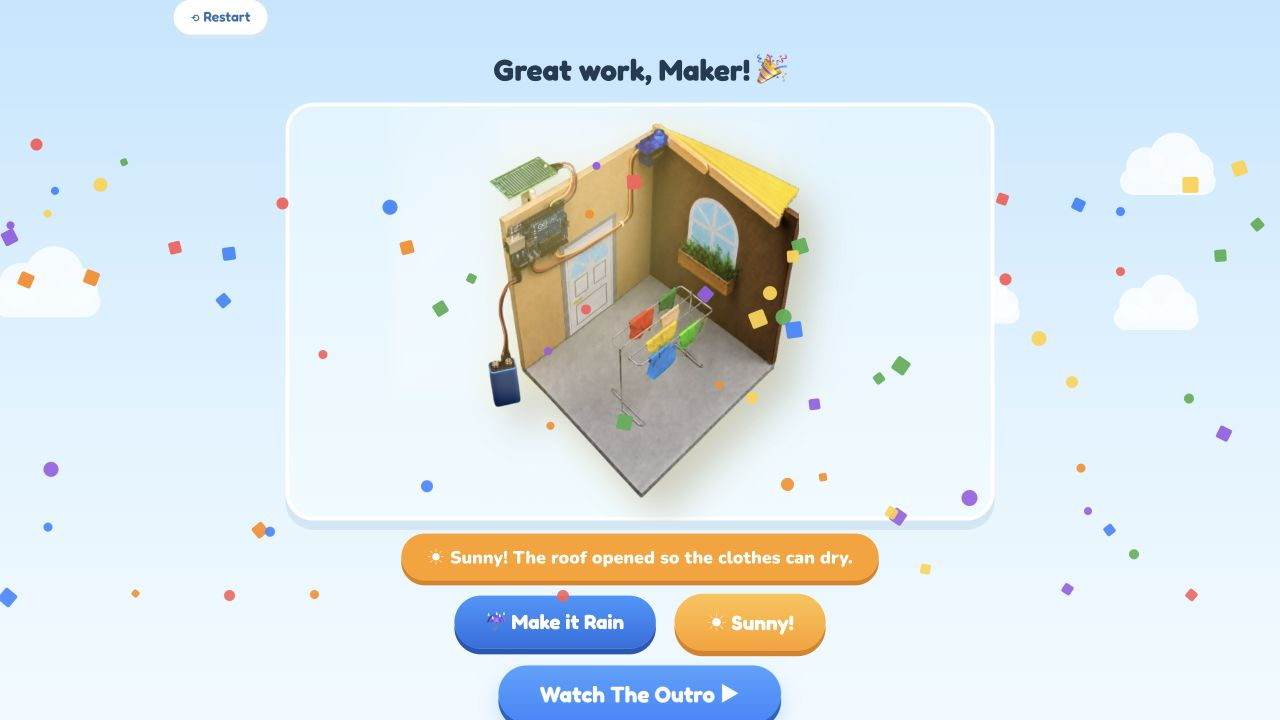 ⟲ Restart
Great work, Maker! 🎉
☀ Sunny! The roof opened so the clothes can dry.
☔ Make it Rain
☀ Sunny!
Watch The Outro ▶